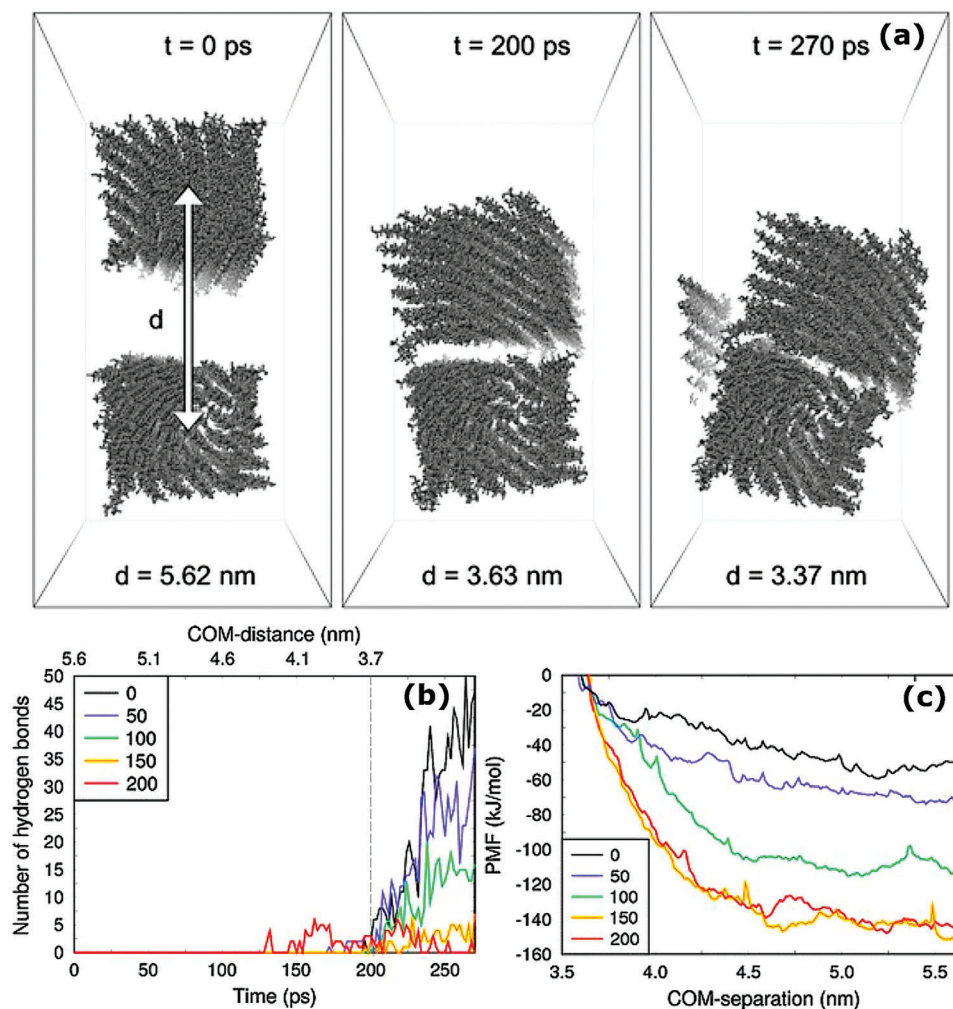 t = 0 ps
t = 200 ps
t = 270 ps
(a)
d
d = 5.62 nm
d = 3.63 nm
d = 3.37 nm
COM-distance (nm)
5.6 5.1 4.6 4.1 3.7
50
45
40
35
30
25
20
15
10
5
0
Number of hydrogen bonds
0
50
100
150
200
(b)
0 50 100 150 200 250
Time (ps)
0
-20
-40
-60
-80
-100
-120
-140
-160
PMF (kJ/mol)
(c)
0
50
100
150
200
3.5 4.0 4.5 5.0 5.5
COM-separation (nm)